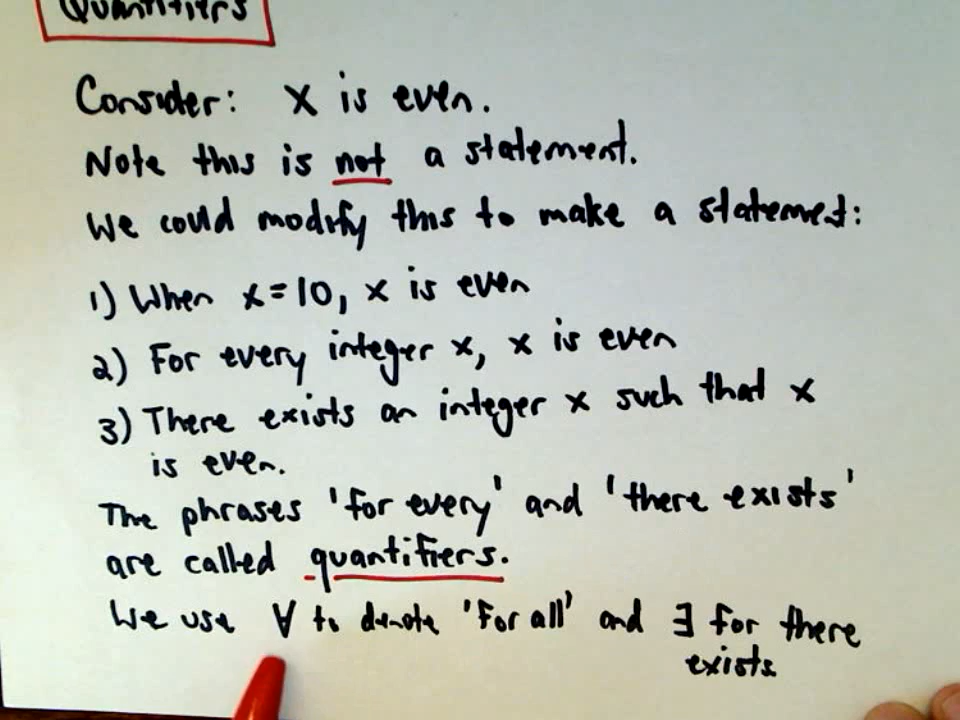 Quantifiers
Consider: x is even.
Note this is not a statement.
We could modify this to make a statement:
1) When x=10, x is even
2) For every integer x, x is even
3) There exists an integer x such that x
is even.
The phrases 'for every' and 'there exists'
are called quantifiers.
We use ∀ to denote 'for all' and ∃ for there
exists